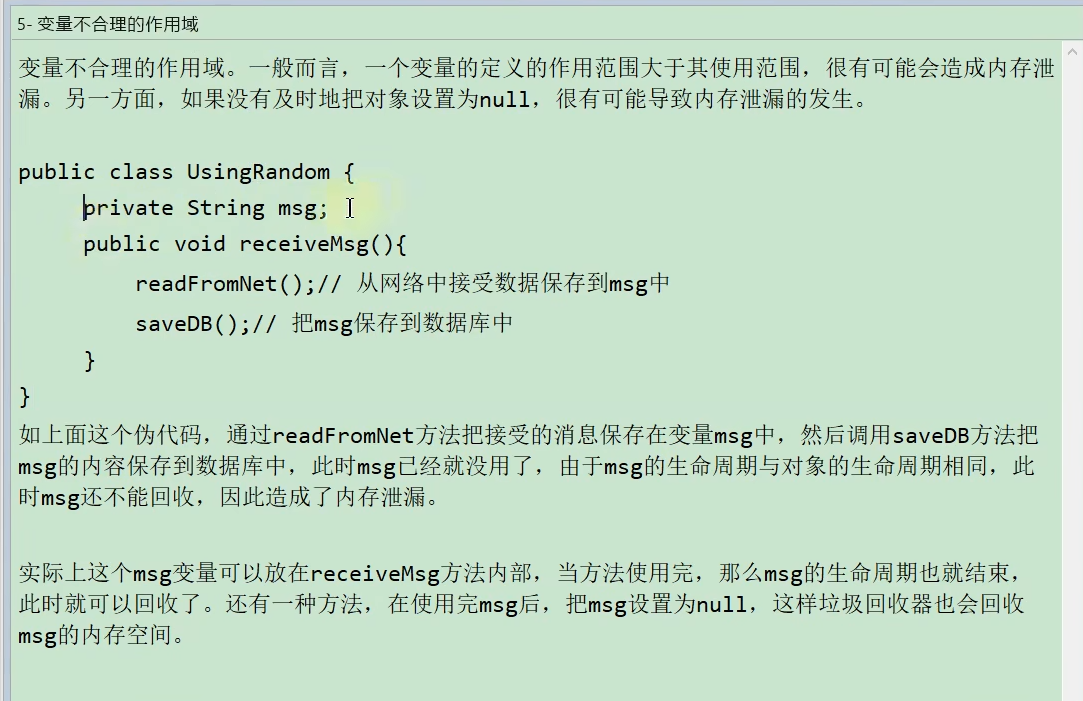 5- 变量不合理的作用域
变量不合理的作用域。一般而言，一个变量的定义的作用范围大于其使用范围，很有可能会造成内存泄
漏。另一方面，如果没有及时地把对象设置为null，很有可能导致内存泄漏的发生。
public class UsingRandom {
private String msg;
public void receiveMsg(){
readFromNet();// 从网络中接受数据保存到msg中
saveDB();// 把msg保存到数据库中
}
}
如上面这个伪代码，通过readFromNet方法把接受的消息保存在变量msg中，然后调用saveDB方法把
msg的内容保存到数据库中，此时msg已经就没用了，由于msg的生命周期与对象的生命周期相同，此
时msg还不能回收，因此造成了内存泄漏。
实际上这个msg变量可以放在receiveMsg方法内部，当方法使用完，那么msg的生命周期也就结束，
此时就可以回收了。还有一种方法，在使用完msg后，把msg设置为null，这样垃圾回收器也会回收
msg的内存空间。